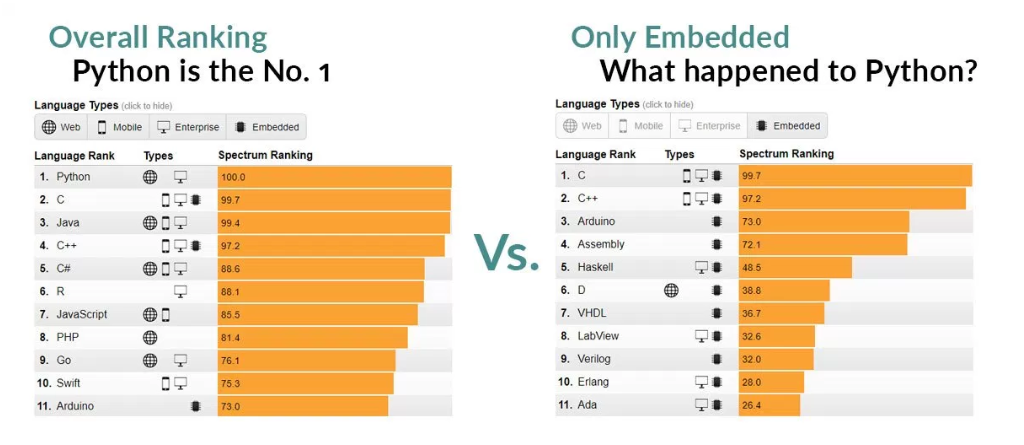 Overall Ranking
Python is the No. 1
Language Types (click to hide)
Web Mobile Enterprise Embedded
Language Rank Types Spectrum Ranking
1. Python 100.0
2. C 99.7
3. Java 99.4
4. C++ 97.2
5. C# 88.6
6. R 88.1
7. JavaScript 85.5
8. PHP 81.4
9. Go 76.1
10. Swift 75.3
11. Arduino 73.0
Vs.
Only Embedded
What happened to Python?
Language Types (click to hide)
Web Mobile Enterprise Embedded
Language Rank Types Spectrum Ranking
1. C 99.7
2. C++ 97.2
3. Arduino 73.0
4. Assembly 72.1
5. Haskell 48.5
6. D 38.8
7. VHDL 36.7
8. LabView 32.6
9. Verilog 32.0
10. Erlang 28.0
11. Ada 26.4